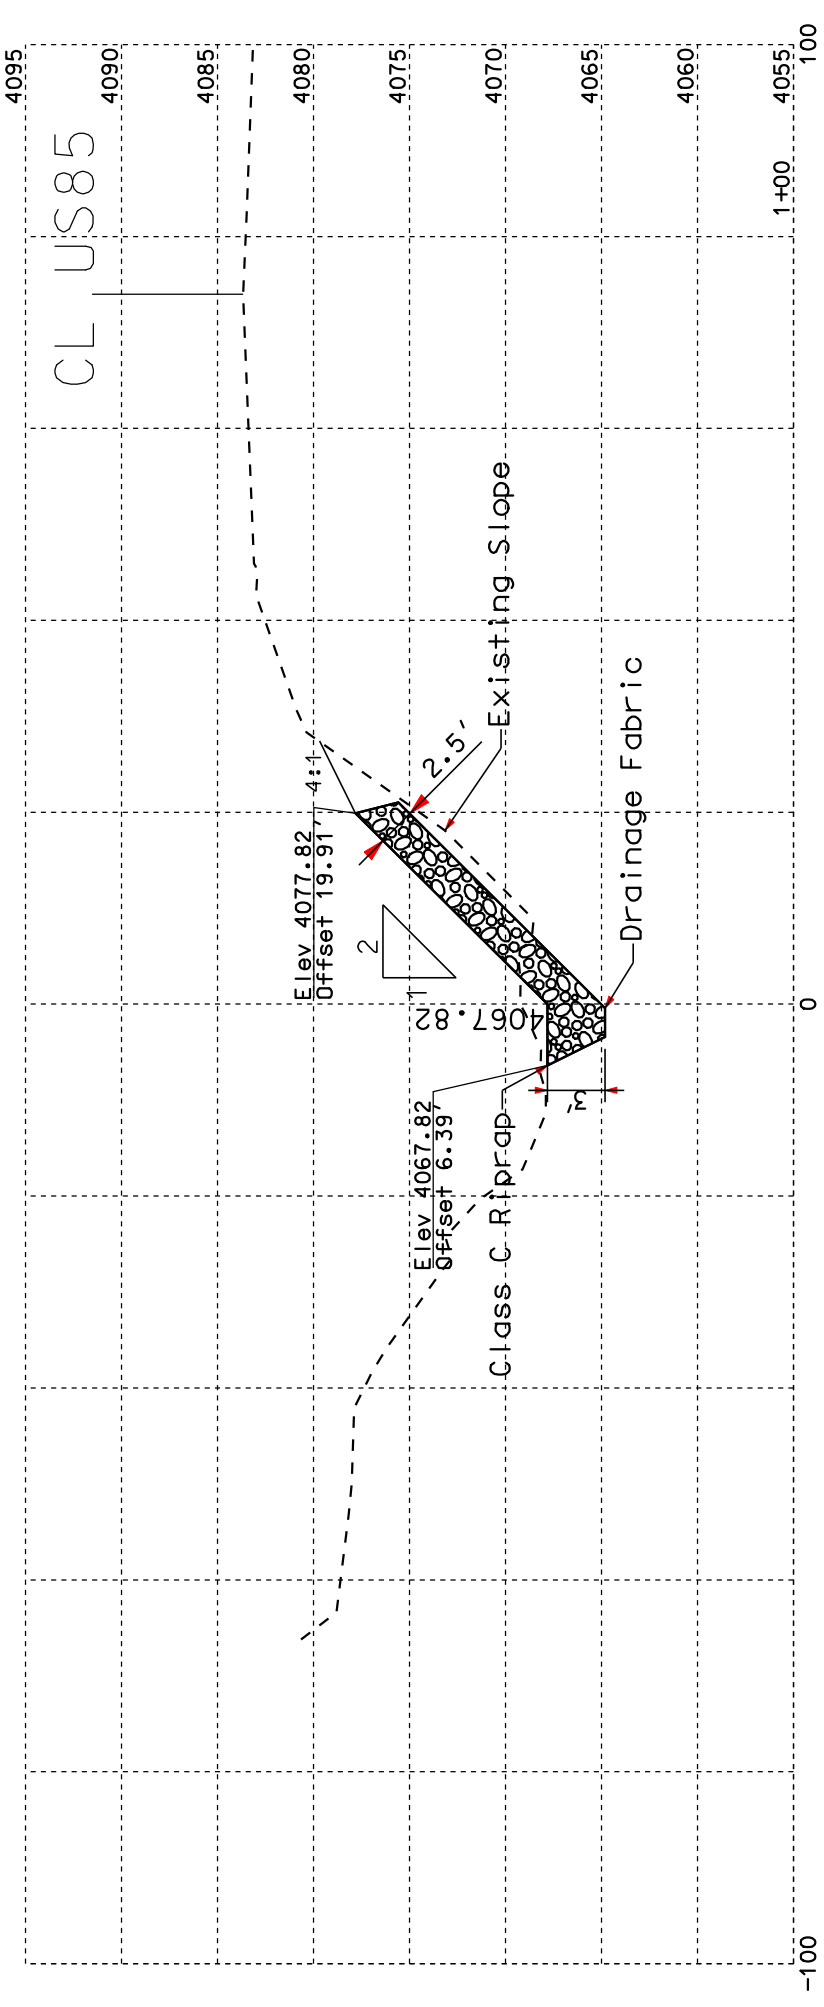 CL US85
4095
4090
4085
4080
4075
4070
4065
4060
4055
Elev 4077.82
Offset 19.91'
4:1
2.5'
Existing Slope
2
1
4067.82
Drainage Fabric
Elev 4067.82
Offset 6.39'
Class C Riprap
3'
1+00
-100
0
100